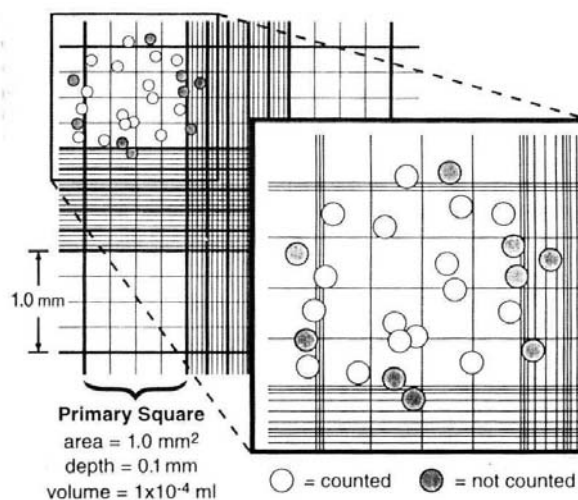 1.0 mm
Primary Square
area = 1.0 mm²
depth = 0.1 mm
volume = 1x10⁻⁴ ml
= counted
= not counted